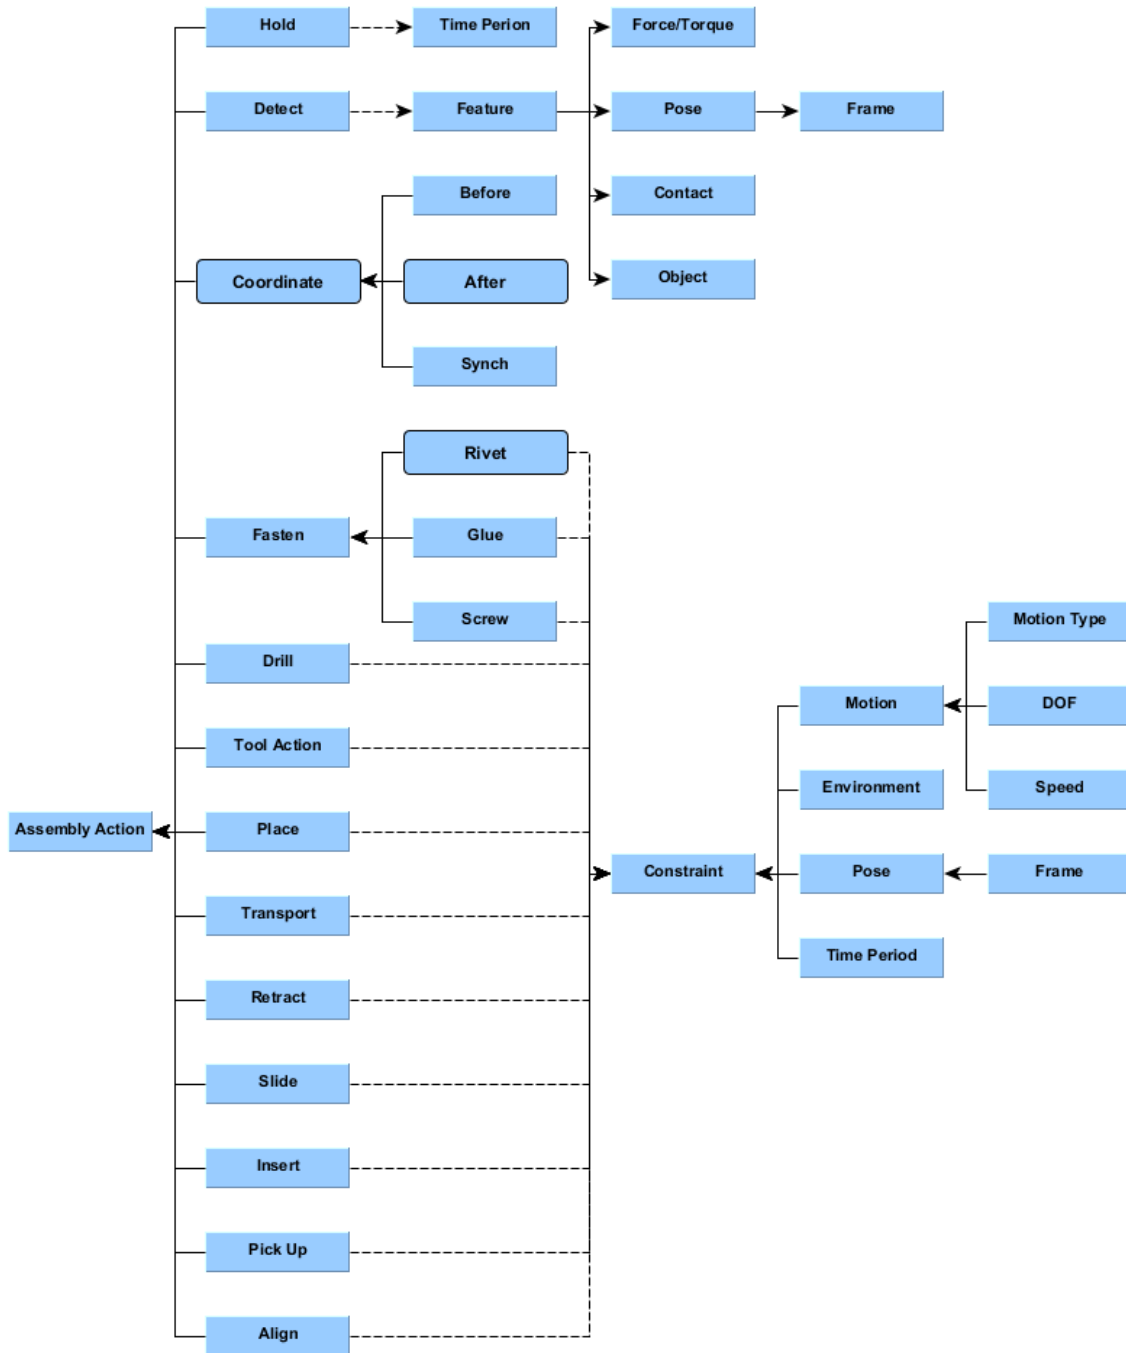 Hold
Time Perion
Force/Torque
Detect
Feature
Pose
Frame
Before
Contact
Coordinate
After
Object
Synch
Rivet
Fasten
Glue
Screw
Motion Type
Drill
Motion
DOF
Tool Action
Environment
Speed
Assembly Action
Place
Constraint
Pose
Frame
Transport
Time Period
Retract
Slide
Insert
Pick Up
Align